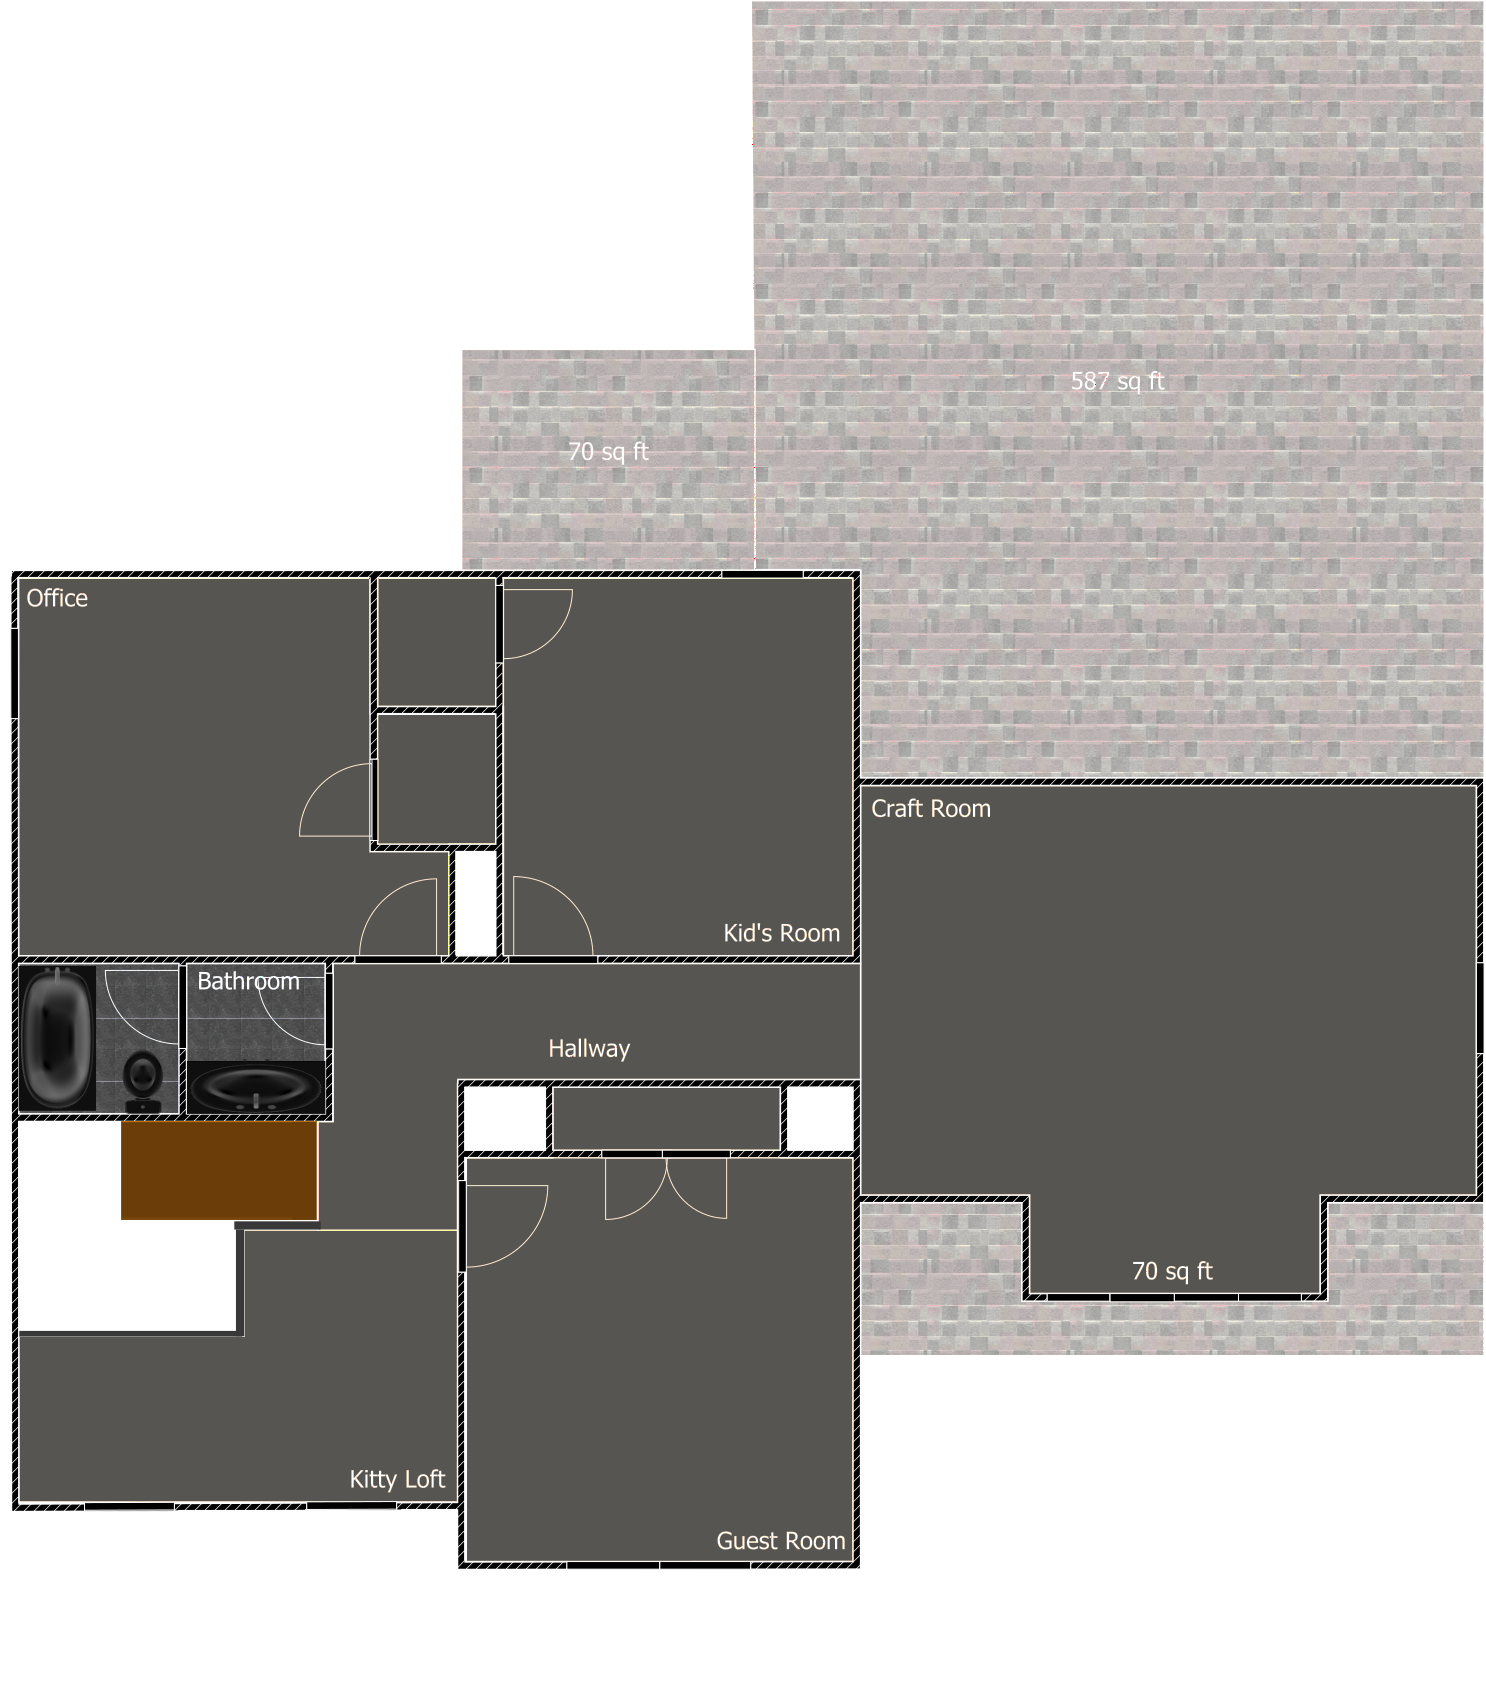 587 sq ft
70 sq ft
Office
Craft Room
Kid's Room
Bathroom
Hallway
70 sq ft
Kitty Loft
Guest Room